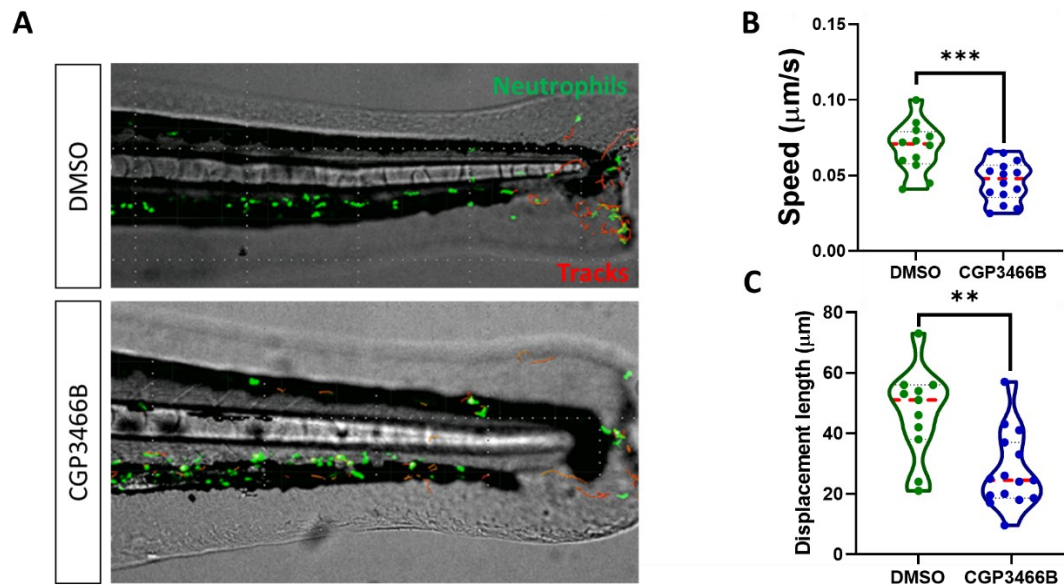 A
DMSO
Neutrophils
Tracks
CGP3466B
B
Speed (μm/s)
0.15
0.10
0.05
0.00
***
DMSO CGP3466B
C
Displacement length (μm)
80
60
40
20
0
**
DMSO CGP3466B